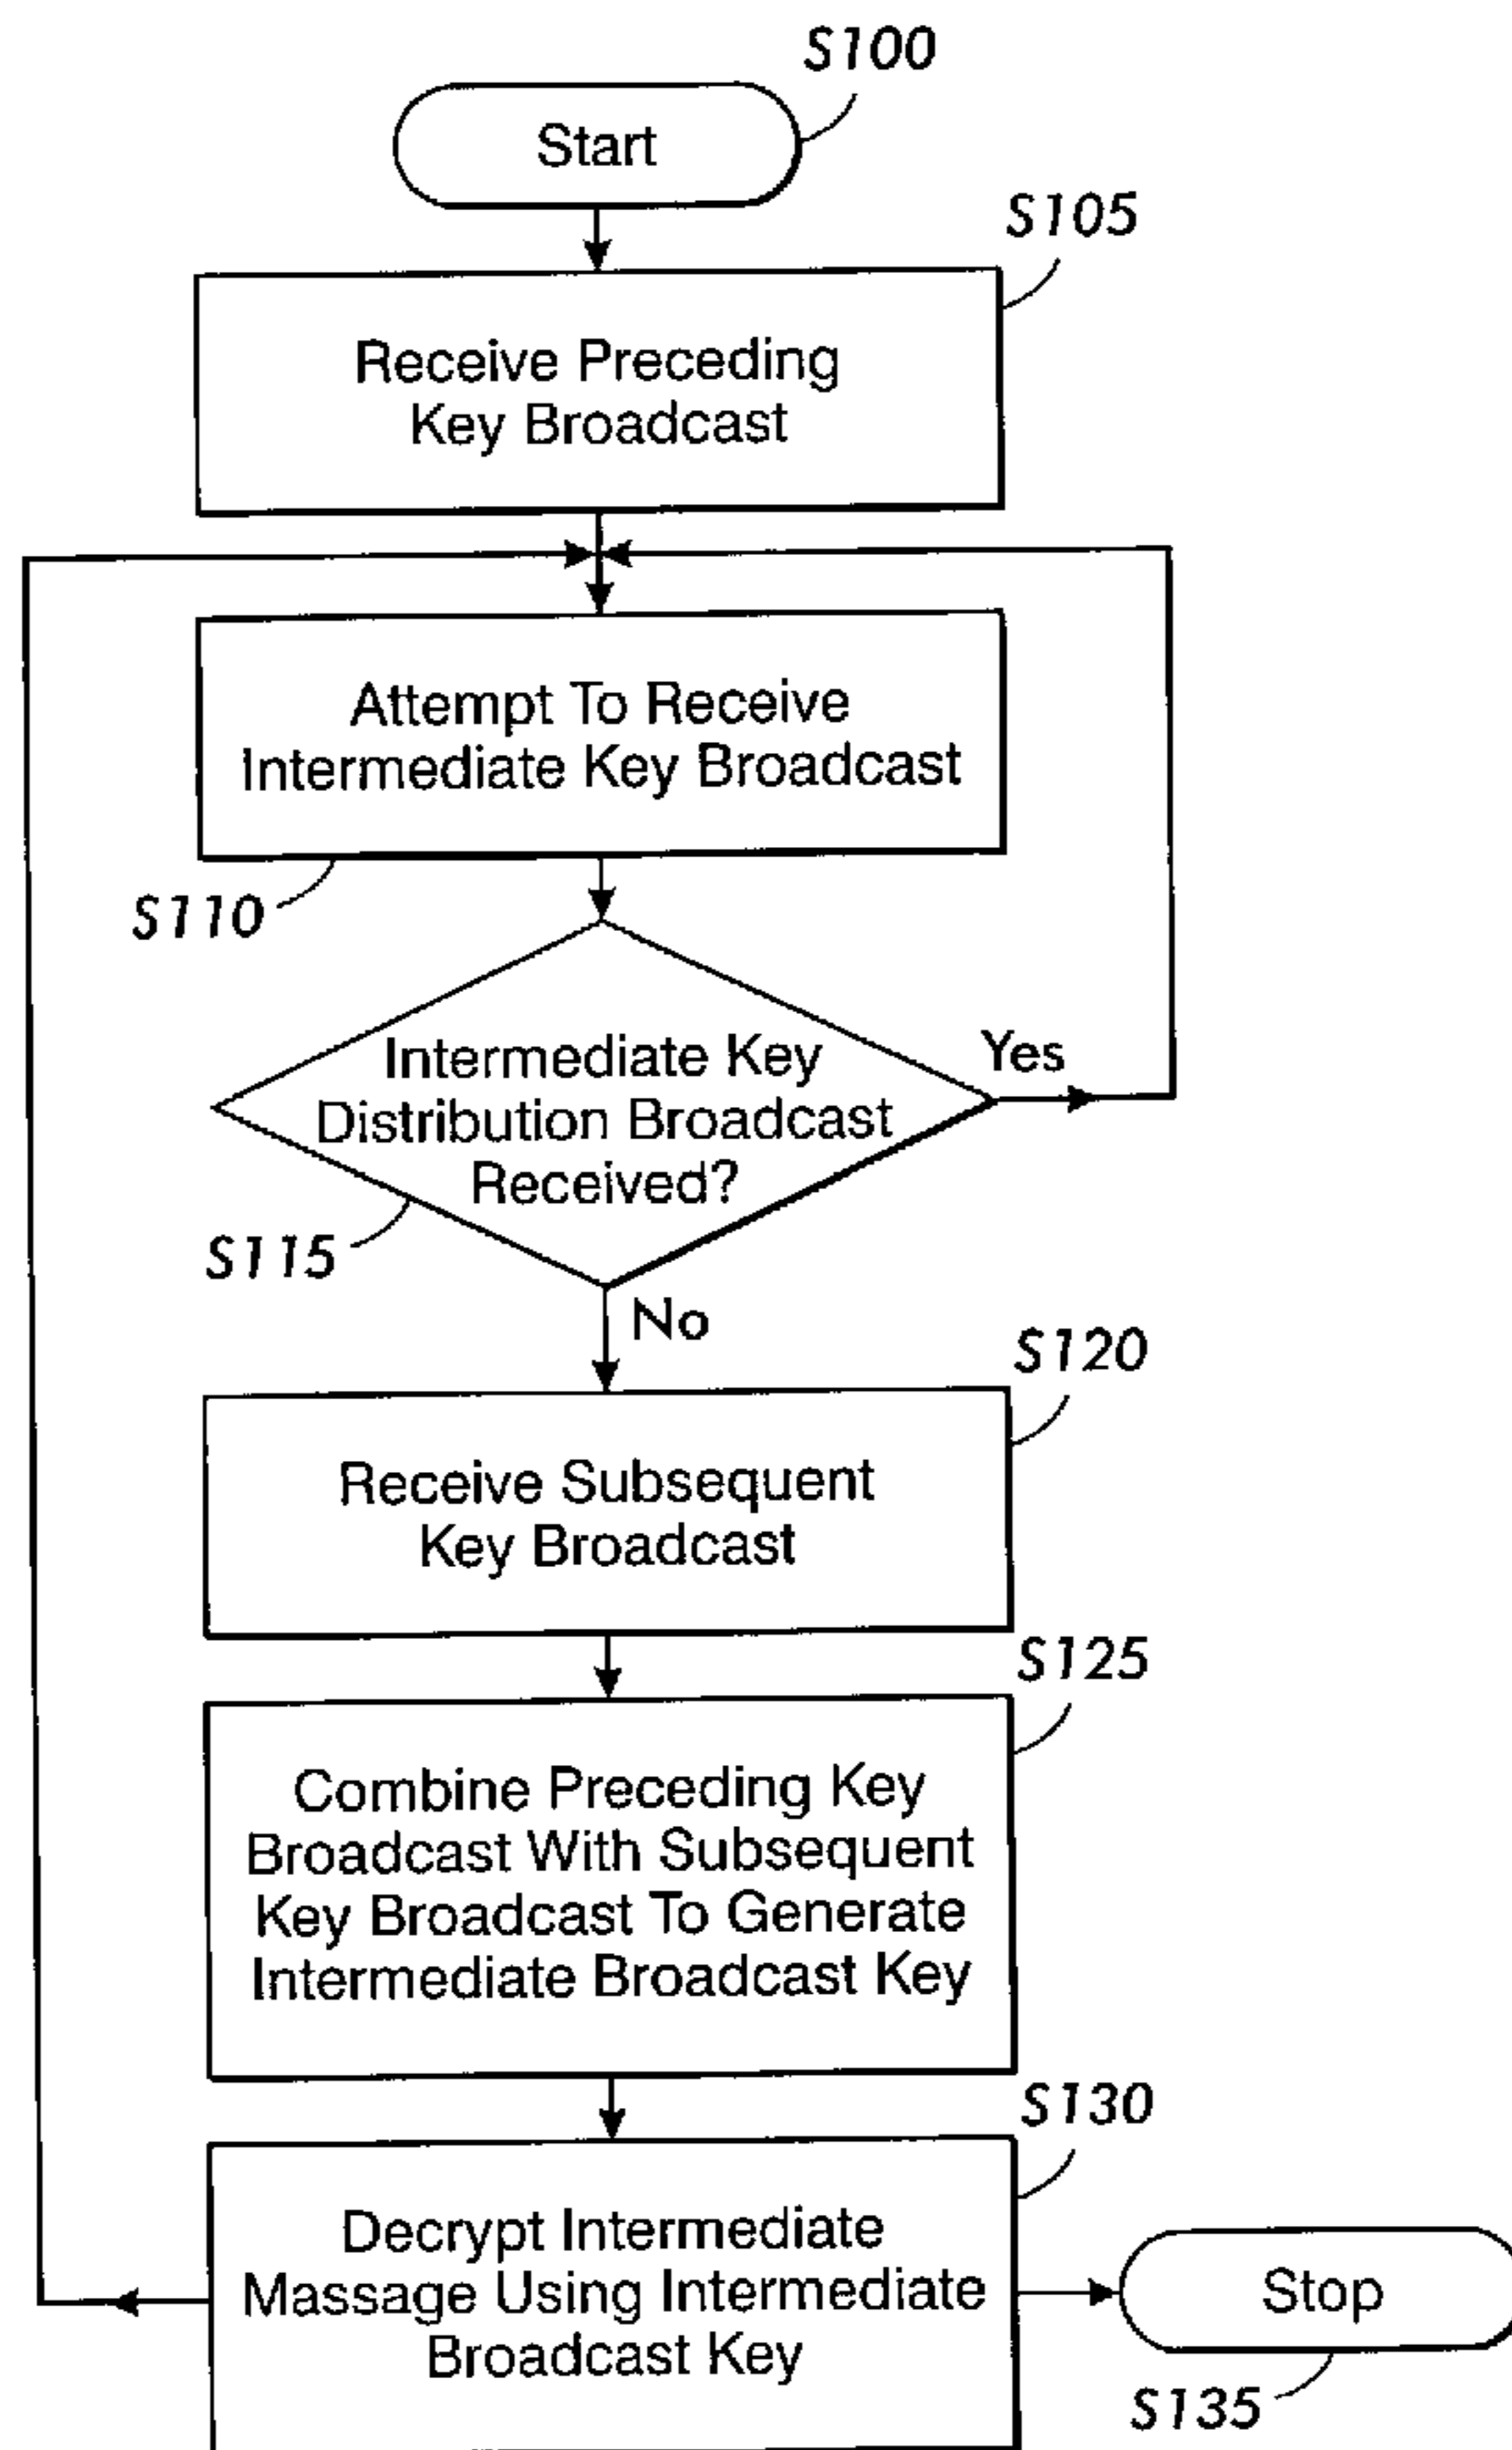 S100
Start
S105
Receive Preceding
Key Broadcast
Attempt To Receive
Intermediate Key Broadcast
S110
Intermediate Key
Distribution Broadcast
Received?
Yes
S115
No
S120
Receive Subsequent
Key Broadcast
S125
Combine Preceding Key
Broadcast With Subsequent
Key Broadcast To Generate
Intermediate Broadcast Key
S130
Decrypt Intermediate
Massage Using Intermediate
Broadcast Key
Stop
S135